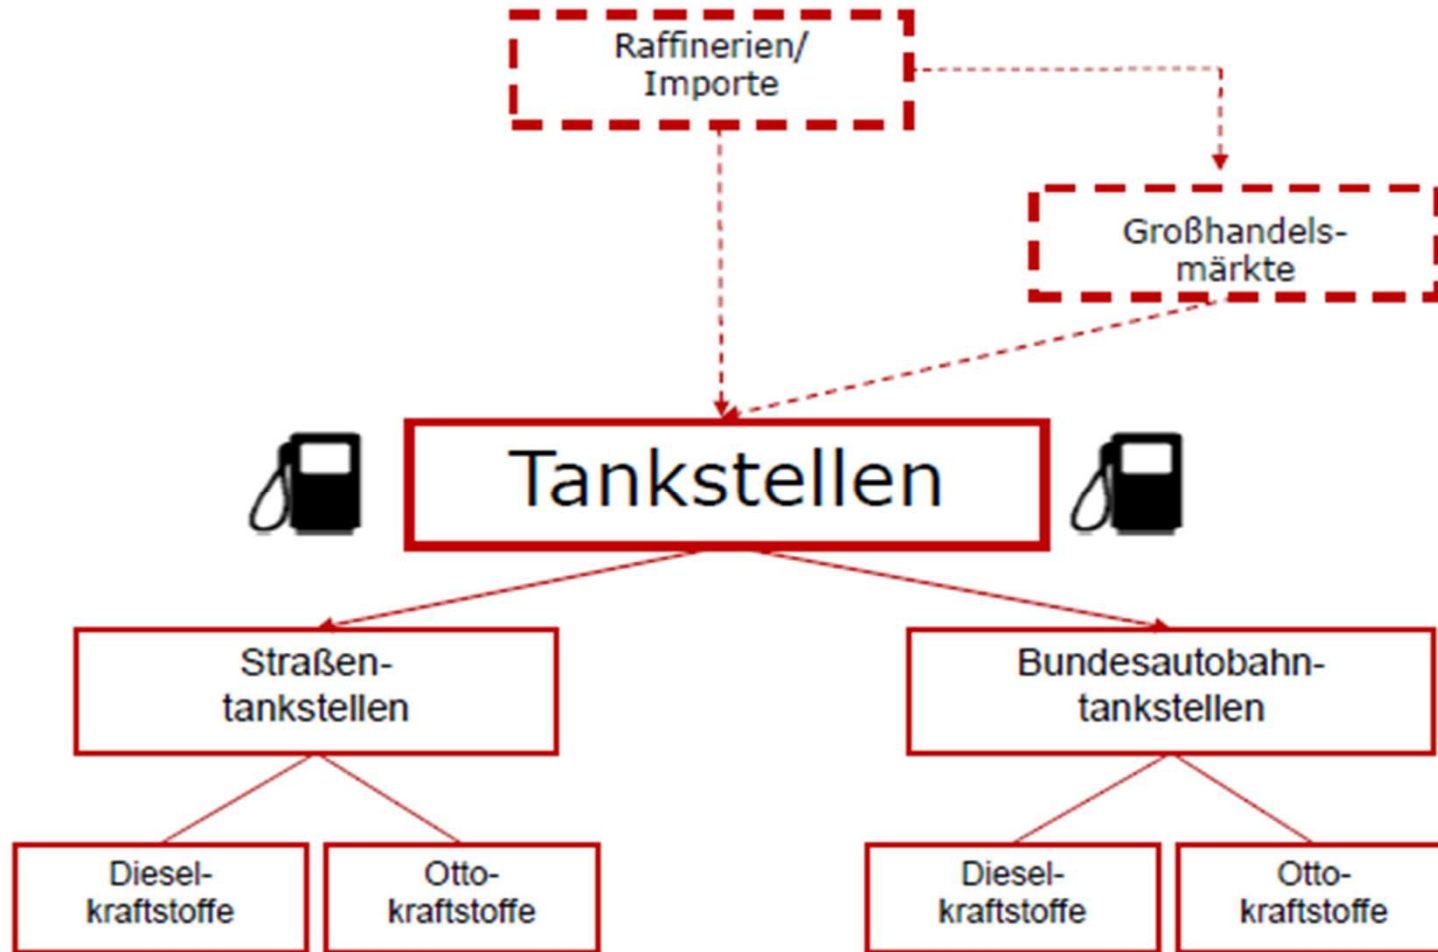 Raffinerien/
Importe
Großhandels-
märkte
Tankstellen
Straßen-
tankstellen
Bundesautobahn-
tankstellen
Diesel-
kraftstoffe
Otto-
kraftstoffe
Diesel-
kraftstoffe
Otto-
kraftstoffe